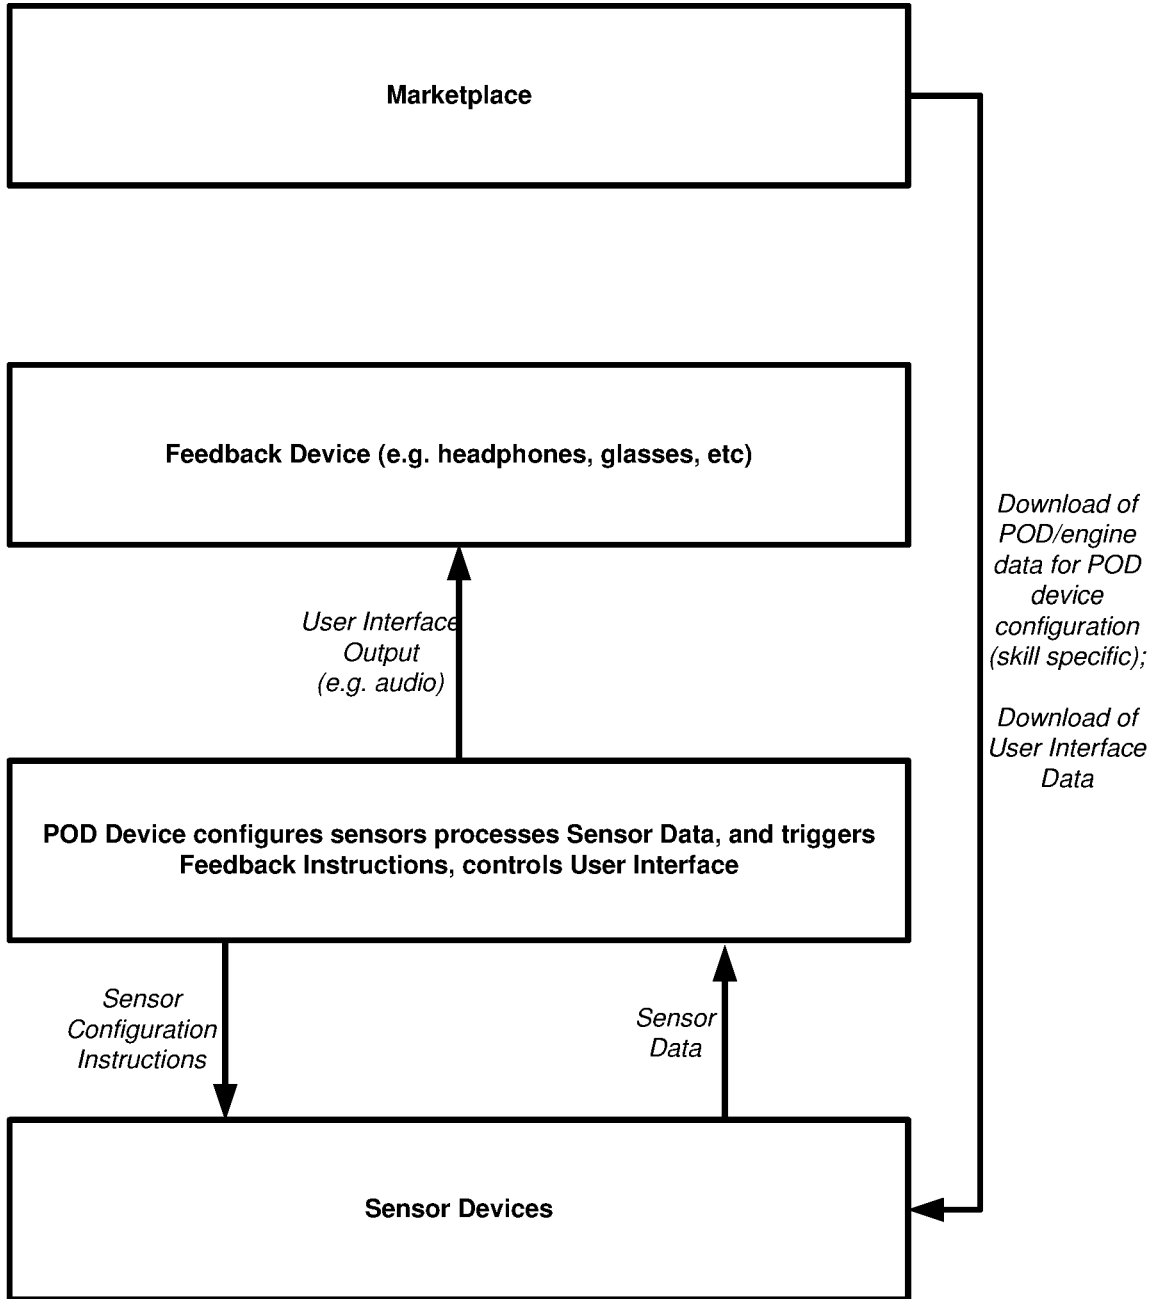 Marketplace
Feedback Device (e.g. headphones, glasses, etc)
Download of
POD/engine
data for POD
device
configuration
(skill specific);
Download of
User Interface
Data
User Interface
Output
(e.g. audio)
POD Device configures sensors processes Sensor Data, and triggers
Feedback Instructions, controls User Interface
Sensor
Configuration
Instructions
Sensor
Data
Sensor Devices